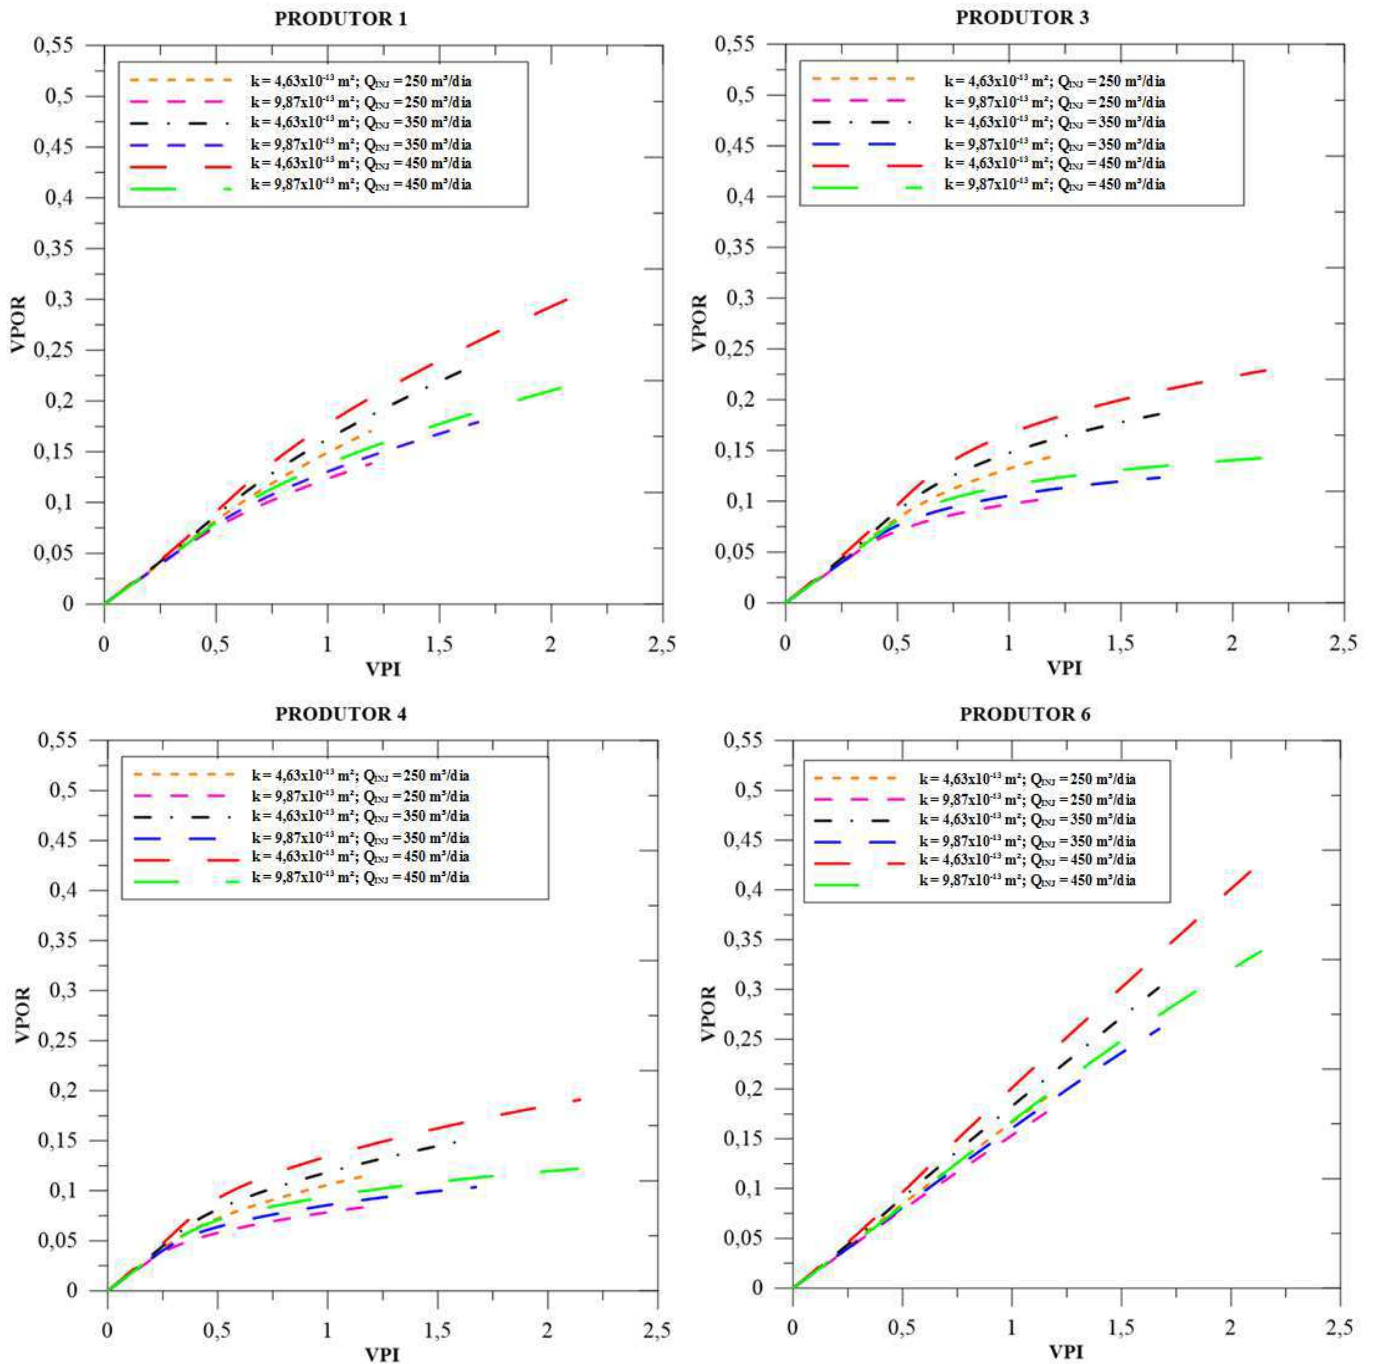 PRODUTOR 1
0,55
0,5
0,45
0,4
0,35
0,3
0,25
0,2
0,15
0,1
0,05
0
VPOR
k = 4,63x10⁻¹³ m²; Q_INJ = 250 m³/dia
k = 9,87x10⁻¹³ m²; Q_INJ = 250 m³/dia
k = 4,63x10⁻¹³ m²; Q_INJ = 350 m³/dia
k = 9,87x10⁻¹³ m²; Q_INJ = 350 m³/dia
k = 4,63x10⁻¹³ m²; Q_INJ = 450 m³/dia
k = 9,87x10⁻¹³ m²; Q_INJ = 450 m³/dia
0 0,5 1 1,5 2 2,5
VPI
PRODUTOR 3
0,55
0,5
0,45
0,4
0,35
0,3
0,25
0,2
0,15
0,1
0,05
0
VPOR
k = 4,63x10⁻¹³ m²; Q_INJ = 250 m³/dia
k = 9,87x10⁻¹³ m²; Q_INJ = 250 m³/dia
k = 4,63x10⁻¹³ m²; Q_INJ = 350 m³/dia
k = 9,87x10⁻¹³ m²; Q_INJ = 350 m³/dia
k = 4,63x10⁻¹³ m²; Q_INJ = 450 m³/dia
k = 9,87x10⁻¹³ m²; Q_INJ = 450 m³/dia
0 0,5 1 1,5 2 2,5
VPI
PRODUTOR 4
0,55
0,5
0,45
0,4
0,35
0,3
0,25
0,2
0,15
0,1
0,05
0
VPOR
k = 4,63x10⁻¹³ m²; Q_INJ = 250 m³/dia
k = 9,87x10⁻¹³ m²; Q_INJ = 250 m³/dia
k = 4,63x10⁻¹³ m²; Q_INJ = 350 m³/dia
k = 9,87x10⁻¹³ m²; Q_INJ = 350 m³/dia
k = 4,63x10⁻¹³ m²; Q_INJ = 450 m³/dia
k = 9,87x10⁻¹³ m²; Q_INJ = 450 m³/dia
0 0,5 1 1,5 2 2,5
VPI
PRODUTOR 6
0,55
0,5
0,45
0,4
0,35
0,3
0,25
0,2
0,15
0,1
0,05
0
VPOR
k = 4,63x10⁻¹³ m²; Q_INJ = 250 m³/dia
k = 9,87x10⁻¹³ m²; Q_INJ = 250 m³/dia
k = 4,63x10⁻¹³ m²; Q_INJ = 350 m³/dia
k = 9,87x10⁻¹³ m²; Q_INJ = 350 m³/dia
k = 4,63x10⁻¹³ m²; Q_INJ = 450 m³/dia
k = 9,87x10⁻¹³ m²; Q_INJ = 450 m³/dia
0 0,5 1 1,5 2 2,5
VPI